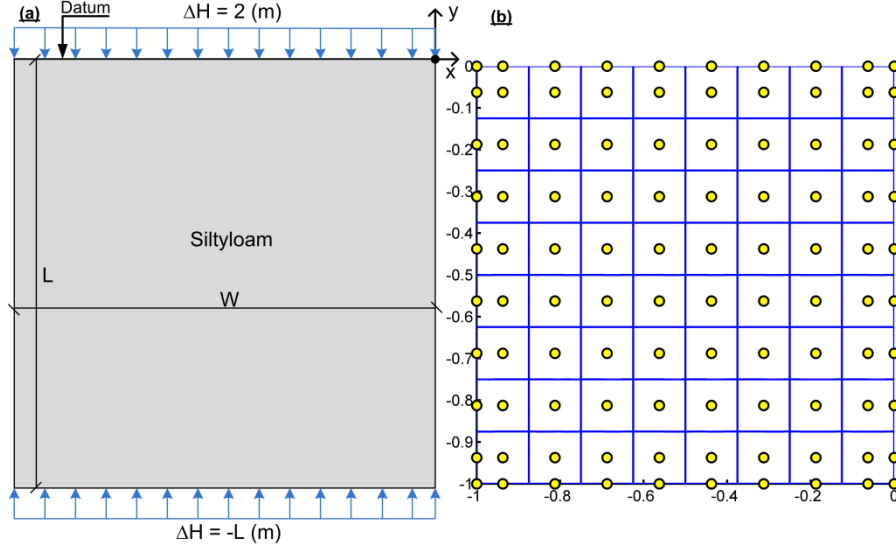 (a)
Datum
ΔH = 2 (m)
y
x
Siltyloam
L
W
ΔH = -L (m)
(b)
0
-0.1
-0.2
-0.3
-0.4
-0.5
-0.6
-0.7
-0.8
-0.9
-1
-1 -0.8 -0.6 -0.4 -0.2 0